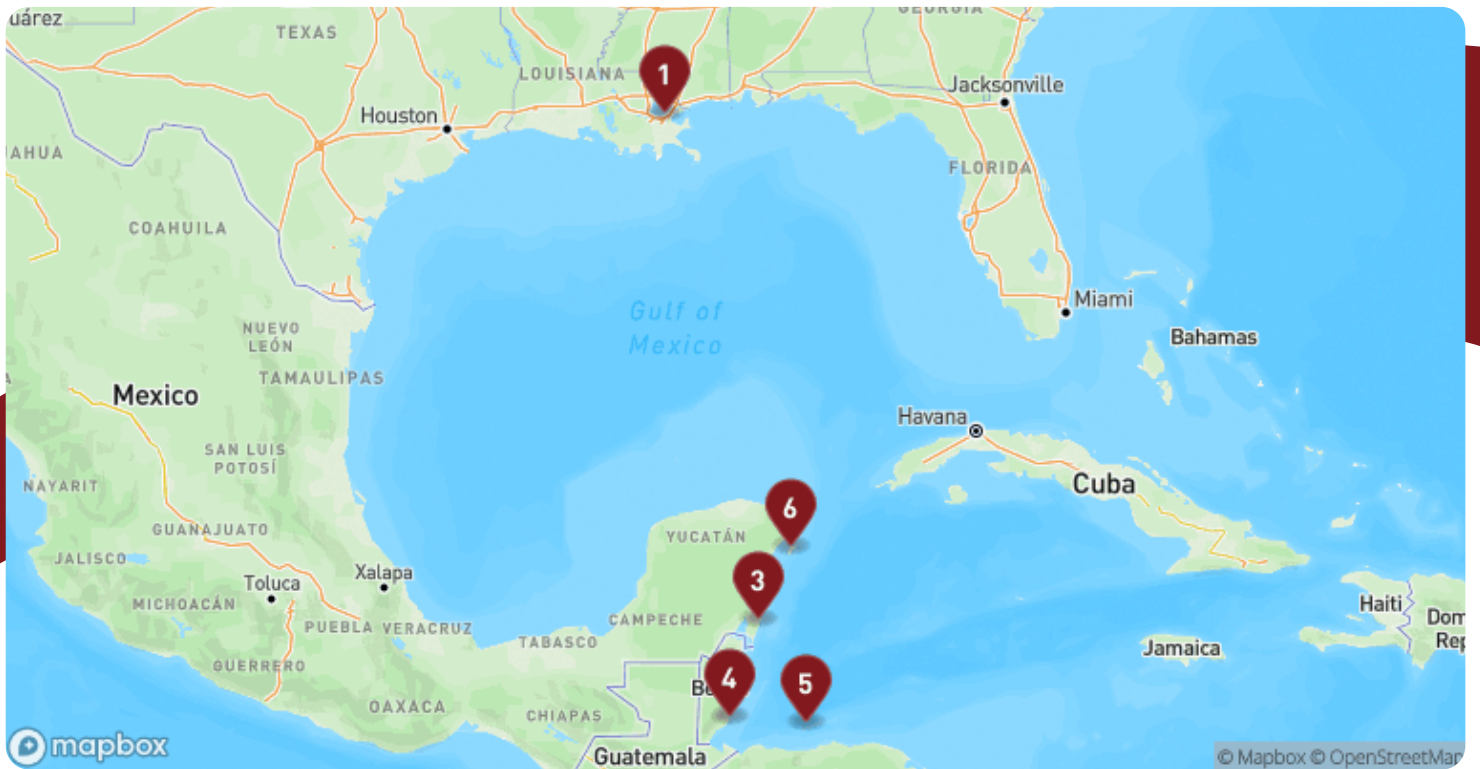 uárez
TEXAS
GEORGIA
LOUISIANA
1
Jacksonville
Houston
AHUA
FLORIDA
COAHUILA
Gulf of
Mexico
Miami
NUEVO
LEÓN
Bahamas
TAMAULIPAS
Mexico
Havana
SAN LUIS
POTOSÍ
NAYARIT
Cuba
6
GUANAJUATO
YUCATÁN
JALISCO
Xalapa
Toluca
3
MICHOACÁN
Haiti
PUEBLA
VERACRUZ
CAMPECHE
Dom
Rep
TABASCO
Jamaica
GUERRERO
4
5
Be
OAXACA
CHIAPAS
mapbox
Guatemala
© Mapbox © OpenStreetMap